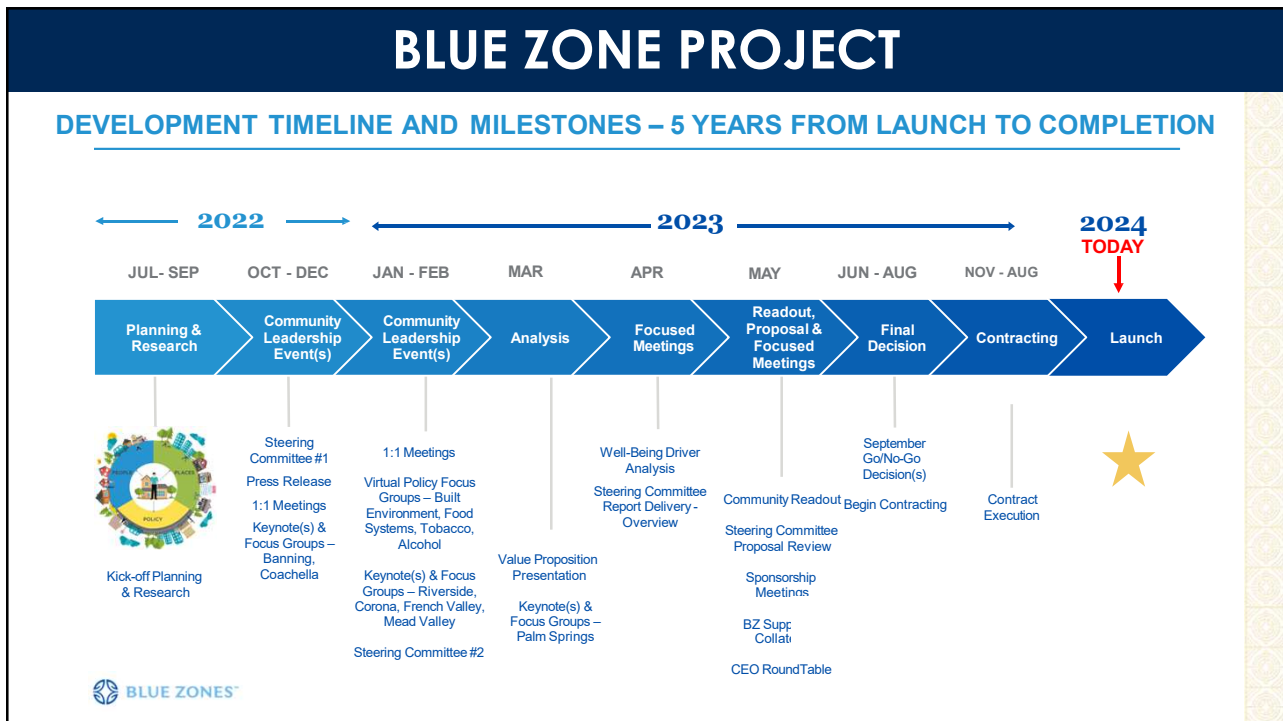 BLUE ZONE PROJECT
DEVELOPMENT TIMELINE AND MILESTONES – 5 YEARS FROM LAUNCH TO COMPLETION
2022
2023
2024
TODAY
JUL- SEP
OCT - DEC
JAN - FEB
MAR
APR
MAY
JUN - AUG
NOV - AUG
Planning &
Research
Community
Leadership
Event(s)
Community
Leadership
Event(s)
Analysis
Focused
Meetings
Readout,
Proposal &
Focused
Meetings
Final
Decision
Contracting
Launch
PEOPLE
PLACES
POLICY
Kick-off Planning
& Research
Steering
Committee #1
Press Release
1:1 Meetings
Keynote(s) &
Focus Groups –
Banning,
Coachella
1:1 Meetings
Virtual Policy Focus
Groups – Built
Environment, Food
Systems, Tobacco,
Alcohol
Keynote(s) & Focus
Groups – Riverside,
Corona, French Valley,
Mead Valley
Steering Committee #2
Value Proposition
Presentation
Keynote(s) &
Focus Groups –
Palm Springs
Well-Being Driver
Analysis
Steering Committee
Report Delivery -
Overview
Community Readout
Steering Committee
Proposal Review
Sponsorship
Meetings
BZ
CEO RoundTable
September
Go/No-Go
Decision(s)
Begin Contracting
Contract
Execution
BLUE ZONES™